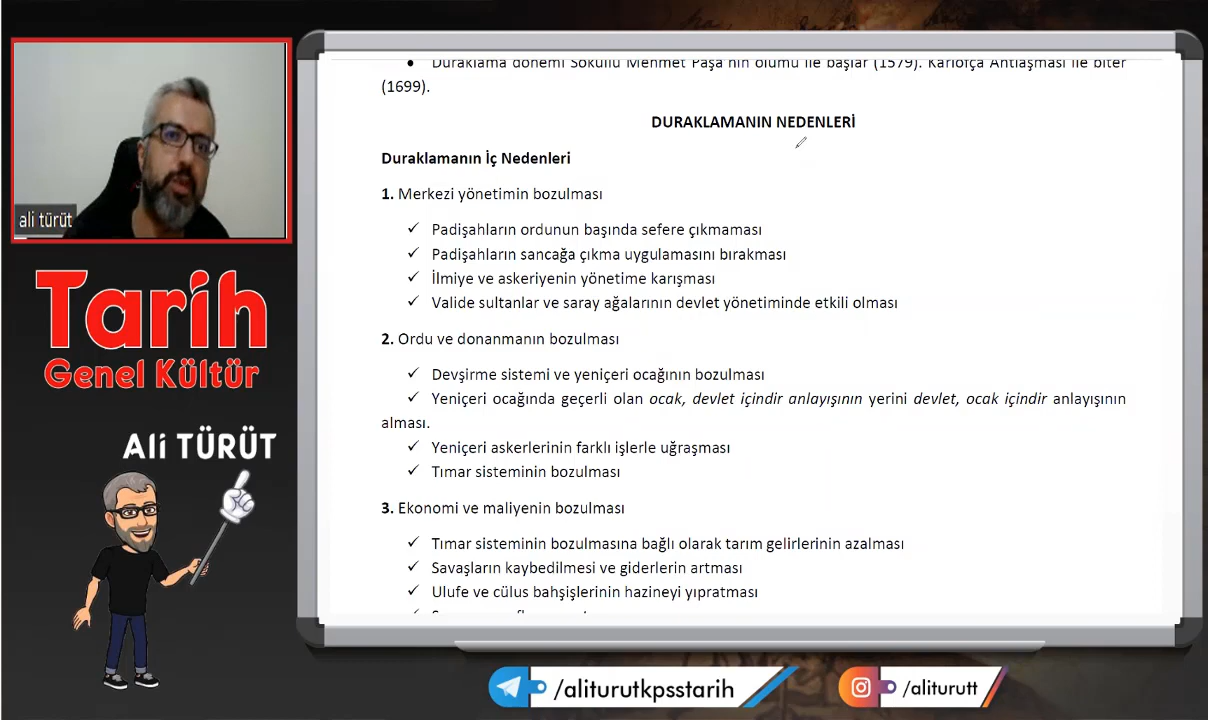 Duraklama dönemi Sokullu Mehmet Paşa'nın ölümü ile başlar (1579). Karlofça Antlaşması ile biter
(1699).
DURAKLAMANIN NEDENLERİ
Duraklamanın İç Nedenleri
1. Merkezi yönetimin bozulması
✓ Padişahların ordunun başında sefere çıkmaması
✓ Padişahların sancağa çıkma uygulamasını bırakması
✓ İlmiye ve askeriyenin yönetime karışması
✓ Valide sultanlar ve saray ağalarının devlet yönetiminde etkili olması
2. Ordu ve donanmanın bozulması
✓ Devşirme sistemi ve yeniçeri ocağının bozulması
✓ Yeniçeri ocağında geçerli olan ocak, devlet içindir anlayışının yerini devlet, ocak içindir anlayışının
alması.
✓ Yeniçeri askerlerinin farklı işlerle uğraşması
✓ Tımar sisteminin bozulması
3. Ekonomi ve maliyenin bozulması
✓ Tımar sisteminin bozulmasına bağlı olarak tarım gelirlerinin azalması
✓ Savaşların kaybedilmesi ve giderlerin artması
✓ Ulufe ve cülus bahşişlerinin hazineyi yıpratması
ali türüt
Tarih
Genel Kültür
Ali TÜRÜT
/aliturutkpsstarih
/aliturutt